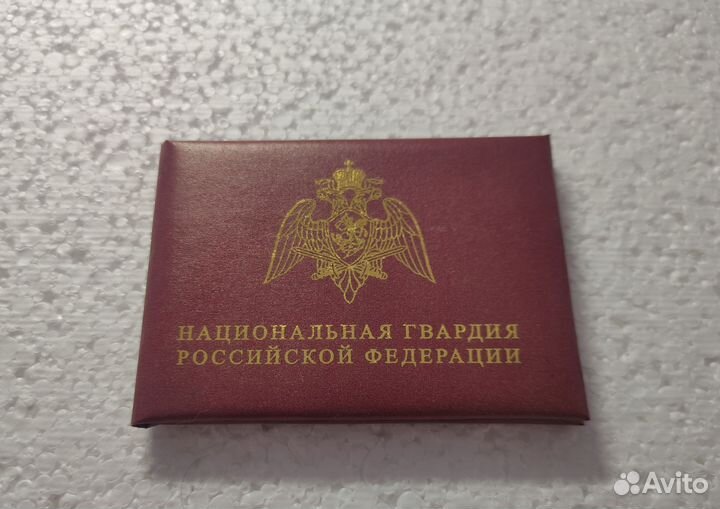 НАЦИОНАЛЬНАЯ ГВАРДИЯ
РОССИЙСКОЙ ФЕДЕРАЦИИ
Avito